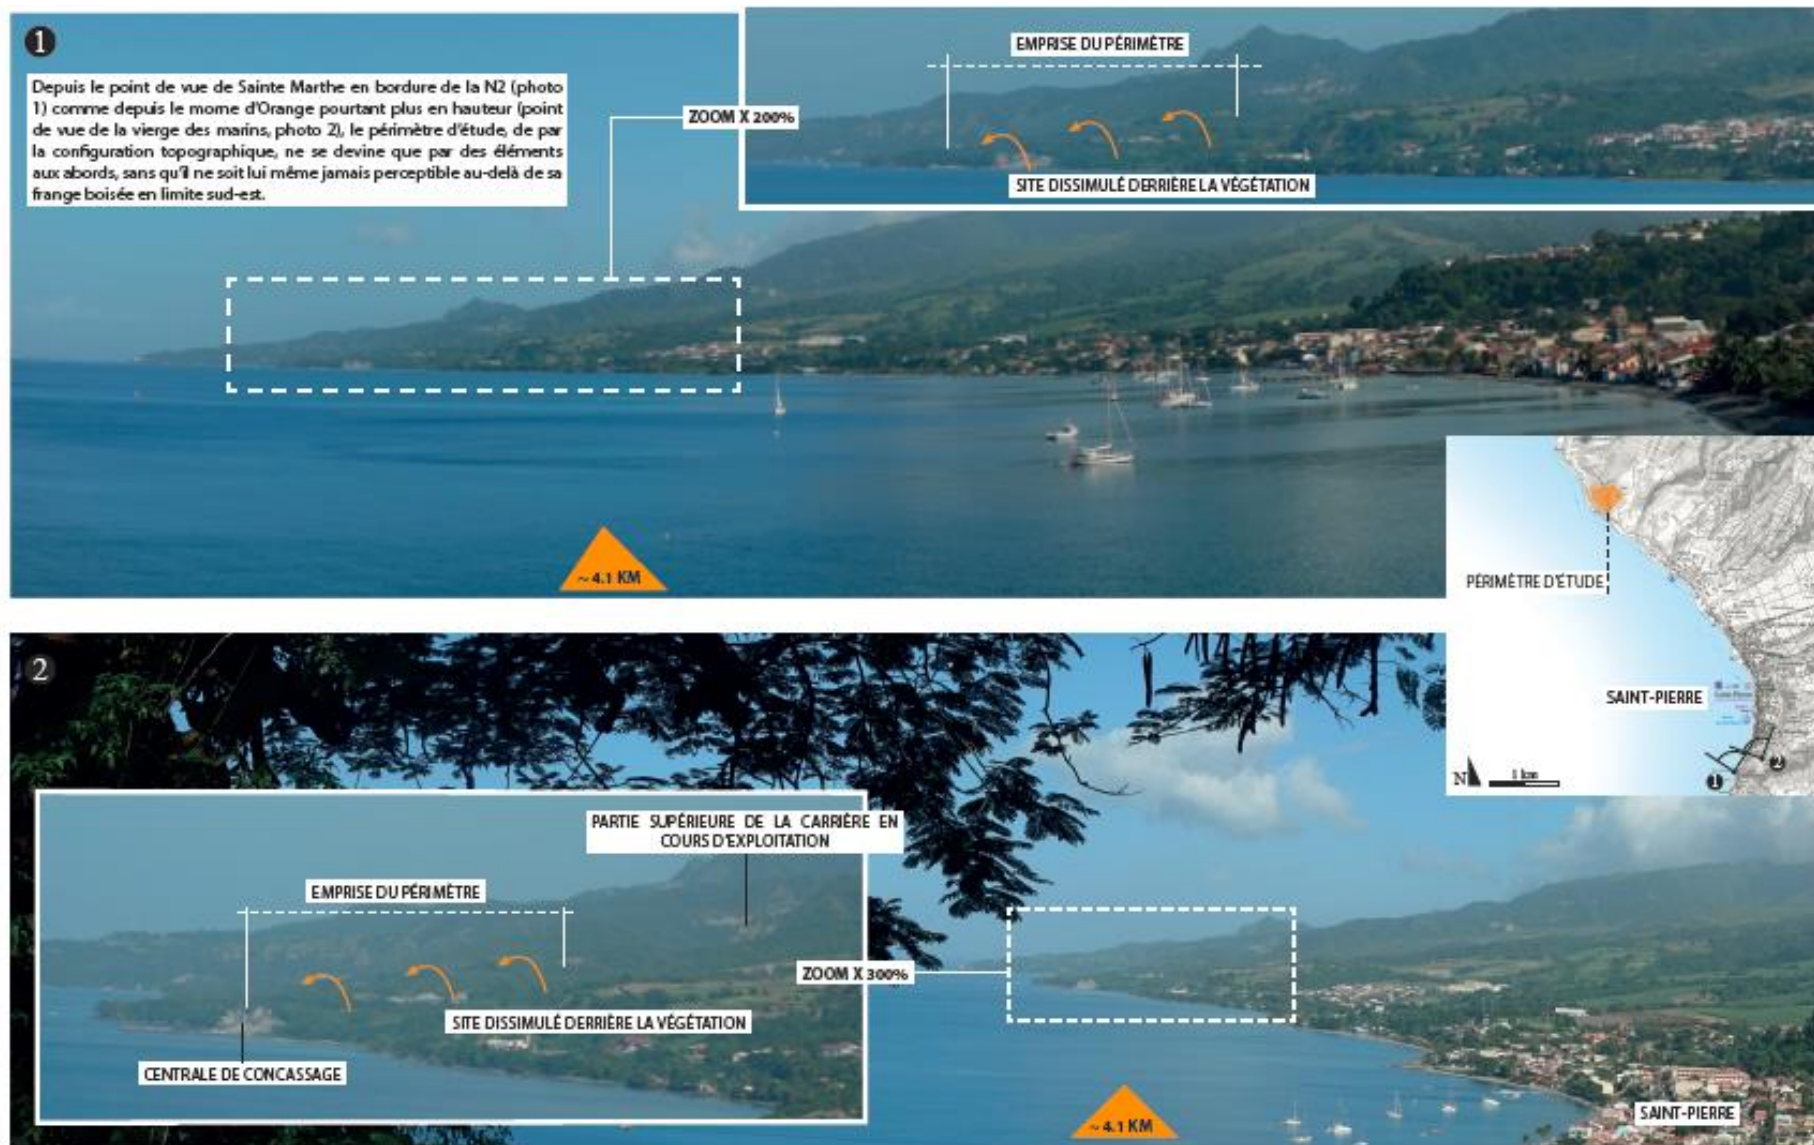 1
Depuis le point de vue de Sainte Marthe en bordure de la N2 (photo
1) comme depuis le morne d'Orange pourtant plus en hauteur (point
de vue de la vierge des marins, photo 2), le périmètre d'étude, de par
la configuration topographique, ne se devine que par des éléments
aux abords, sans qu'il ne soit lui même jamais perceptible au-delà de sa
frange boisée en limite sud-est.
ZOOM X 200%
EMPRISE DU PÉRIMÈTRE
SITE DISSIMULÉ DERRIÈRE LA VÉGÉTATION
~ 4.1 KM
PÉRIMÈTRE D'ÉTUDE
SAINT-PIERRE
N
1 km
1
2
2
PARTIE SUPÉRIEURE DE LA CARRIÈRE EN
COURS D'EXPLOITATION
EMPRISE DU PÉRIMÈTRE
ZOOM X 300%
SITE DISSIMULÉ DERRIÈRE LA VÉGÉTATION
CENTRALE DE CONCASSAGE
~ 4.1 KM
SAINT-PIERRE